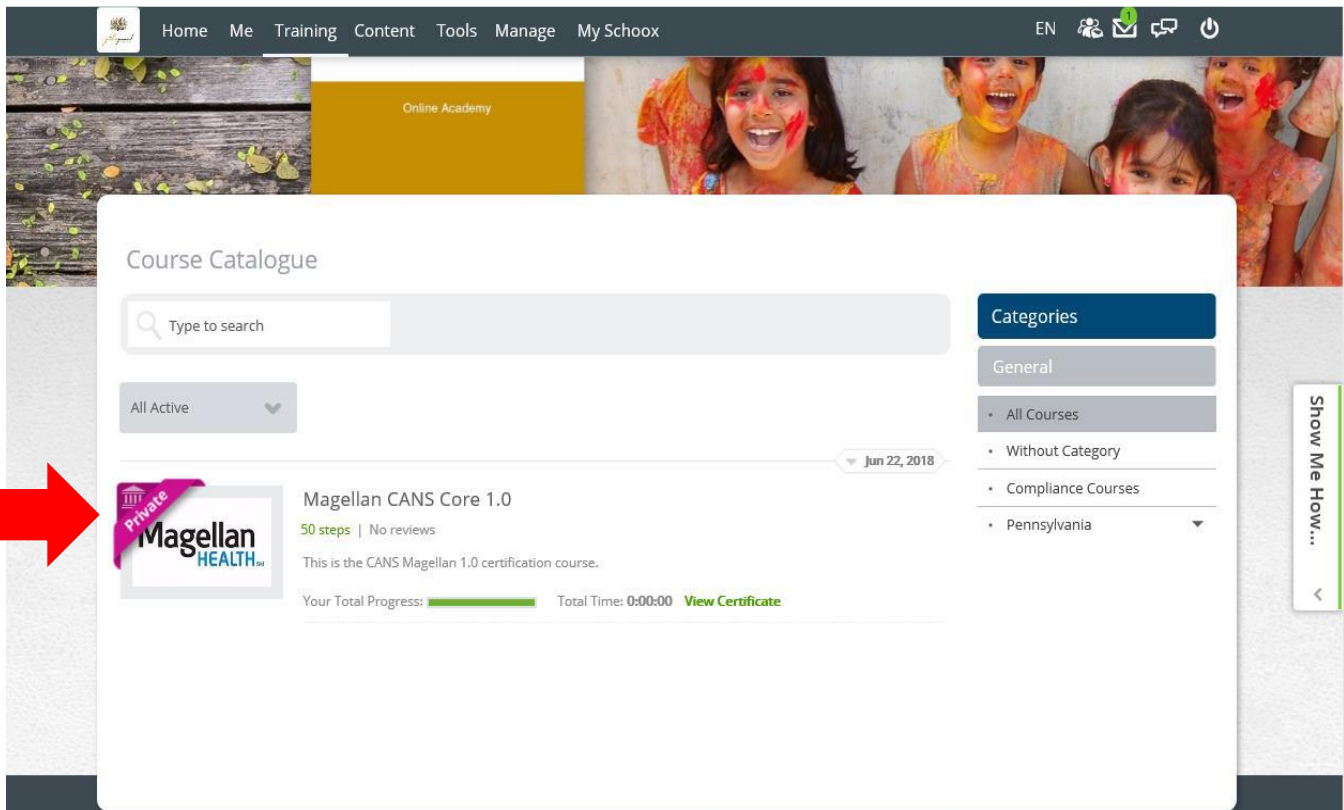 Home Me Training Content Tools Manage My Schoox EN 1
Online Academy
Course Catalogue
Type to search
All Active
Jun 22, 2018
Private
Magellan
HEALTH
Magellan CANS Core 1.0
50 steps | No reviews
This is the CANS Magellan 1.0 certification course.
Your Total Progress: Total Time: 0:00:00 View Certificate
Categories
General
• All Courses
• Without Category
• Compliance Courses
• Pennsylvania
Show Me How...